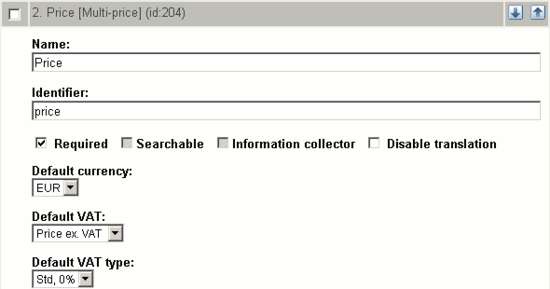 2. Price [Multi-price] (id:204)
Name:
Price
Identifier:
price
Required Searchable Information collector Disable translation
Default currency:
EUR
Default VAT:
Price ex. VAT
Default VAT type:
Std, 0%